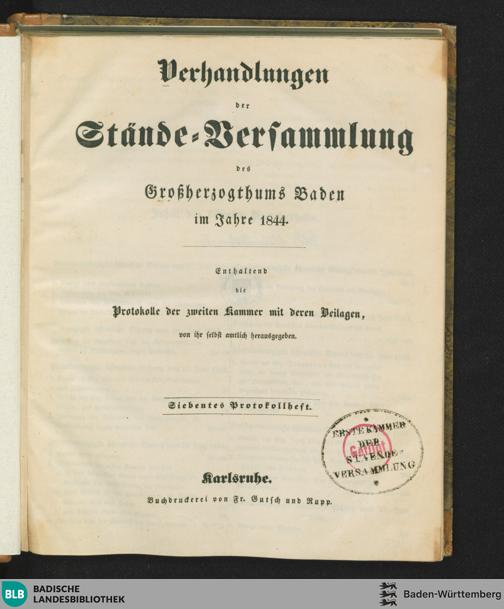 Verhandlungen
der
Stände-Versammlung
des
Großherzogthums Baden
im Jahre 1844.
Enthaltend
die
Protokolle der zweiten Kammer mit deren Beilagen,
von ihr selbst amtlich herausgegeben.
Siebentes Protokollheft.
ERSTE KAMMER
DER
STÆNDE-
VERSAMMLUNG
Getilgt
Karlsruhe.
Buchdruckerei von Fr. Gutsch und Rupp.
BLB BADISCHE
LANDESBIBLIOTHEK
Baden-Württemberg